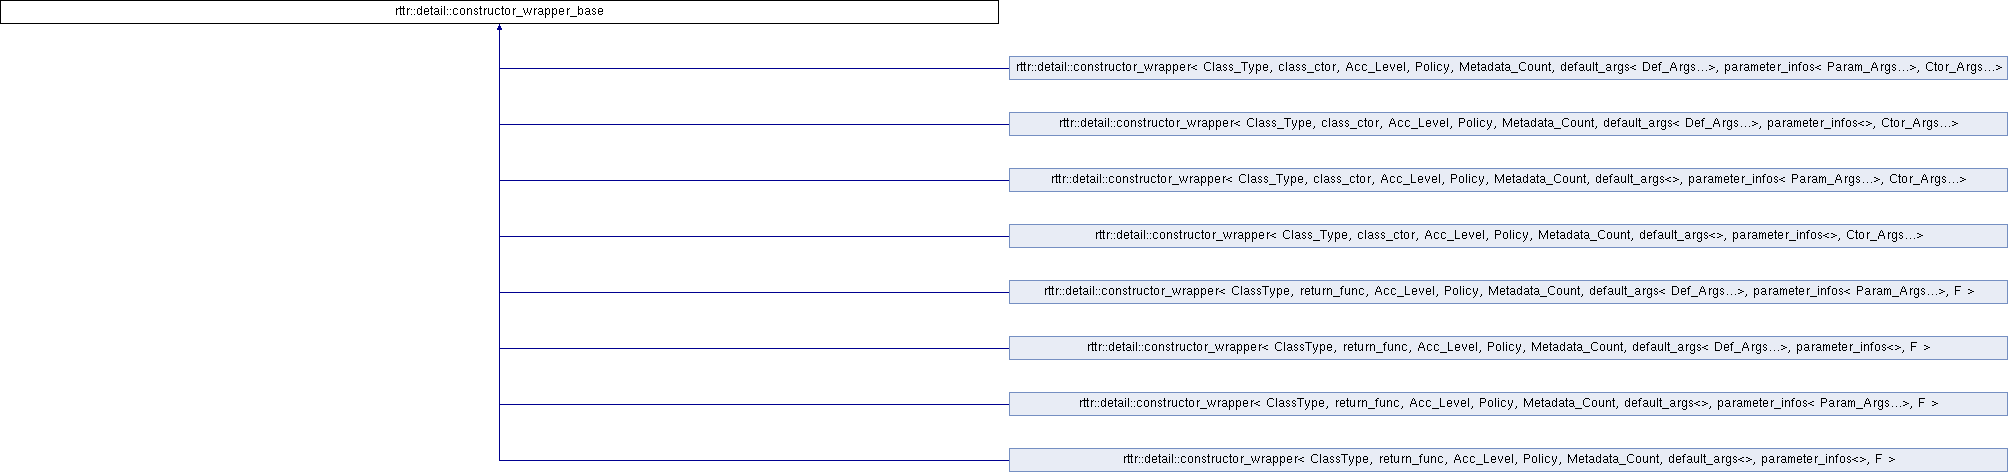 rttr::detail::constructor_wrapper_base
rttr::detail::constructor_wrapper< Class_Type, class_ctor, Acc_Level, Policy, Metadata_Count, default_args< Def_Args...>, parameter_infos< Param_Args...>, Ctor_Args...>
rttr::detail::constructor_wrapper< Class_Type, class_ctor, Acc_Level, Policy, Metadata_Count, default_args< Def_Args...>, parameter_infos<>, Ctor_Args...>
rttr::detail::constructor_wrapper< Class_Type, class_ctor, Acc_Level, Policy, Metadata_Count, default_args<>, parameter_infos< Param_Args...>, Ctor_Args...>
rttr::detail::constructor_wrapper< Class_Type, class_ctor, Acc_Level, Policy, Metadata_Count, default_args<>, parameter_infos<>, Ctor_Args...>
rttr::detail::constructor_wrapper< ClassType, return_func, Acc_Level, Policy, Metadata_Count, default_args< Def_Args...>, parameter_infos< Param_Args...>, F >
rttr::detail::constructor_wrapper< ClassType, return_func, Acc_Level, Policy, Metadata_Count, default_args< Def_Args...>, parameter_infos<>, F >
rttr::detail::constructor_wrapper< ClassType, return_func, Acc_Level, Policy, Metadata_Count, default_args<>, parameter_infos< Param_Args...>, F >
rttr::detail::constructor_wrapper< ClassType, return_func, Acc_Level, Policy, Metadata_Count, default_args<>, parameter_infos<>, F >